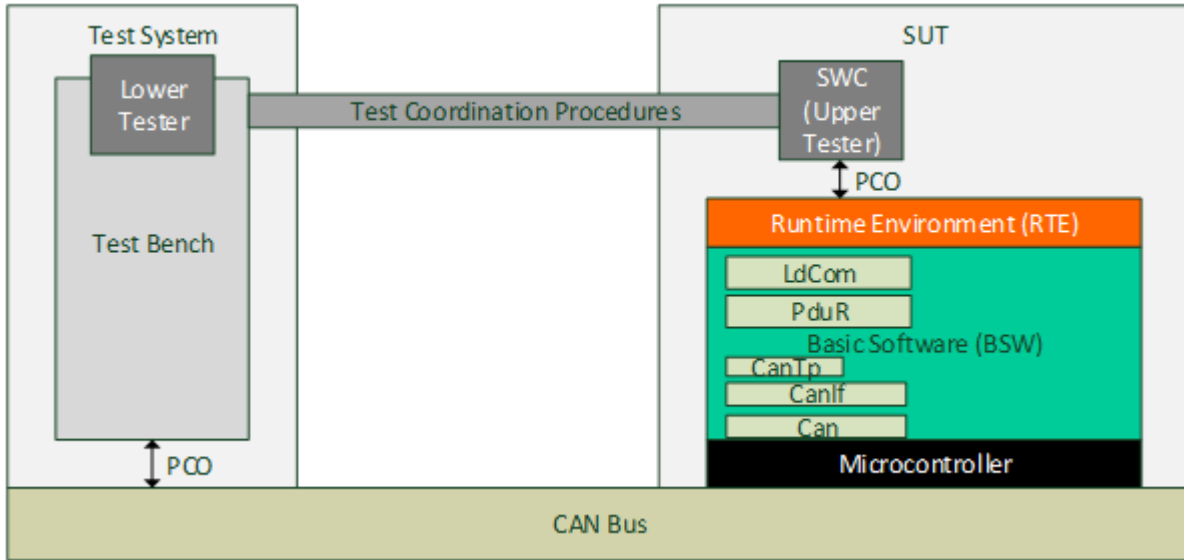 Test System
SUT
Lower
Tester
SWC
(Upper
Tester)
Test Coordination Procedures
PCO
Runtime Environment (RTE)
Test Bench
LdCom
PduR
Basic Software (BSW)
CanTp
CanIf
Can
PCO
Microcontroller
CAN Bus